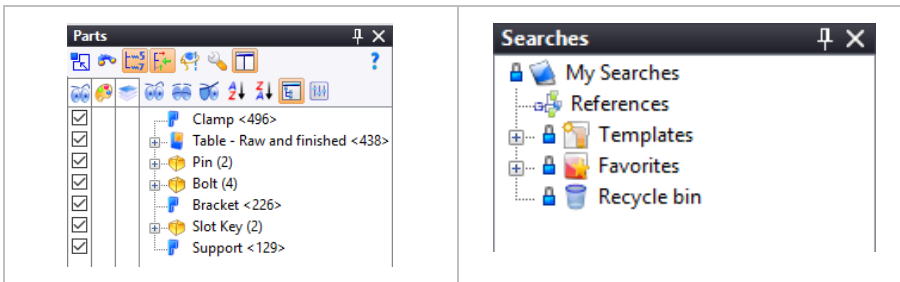 Parts
Clamp <496>
Table - Raw and finished <438>
Pin (2)
Bolt (4)
Bracket <226>
Slot Key (2)
Support <129>
Searches
My Searches
References
Templates
Favorites
Recycle bin